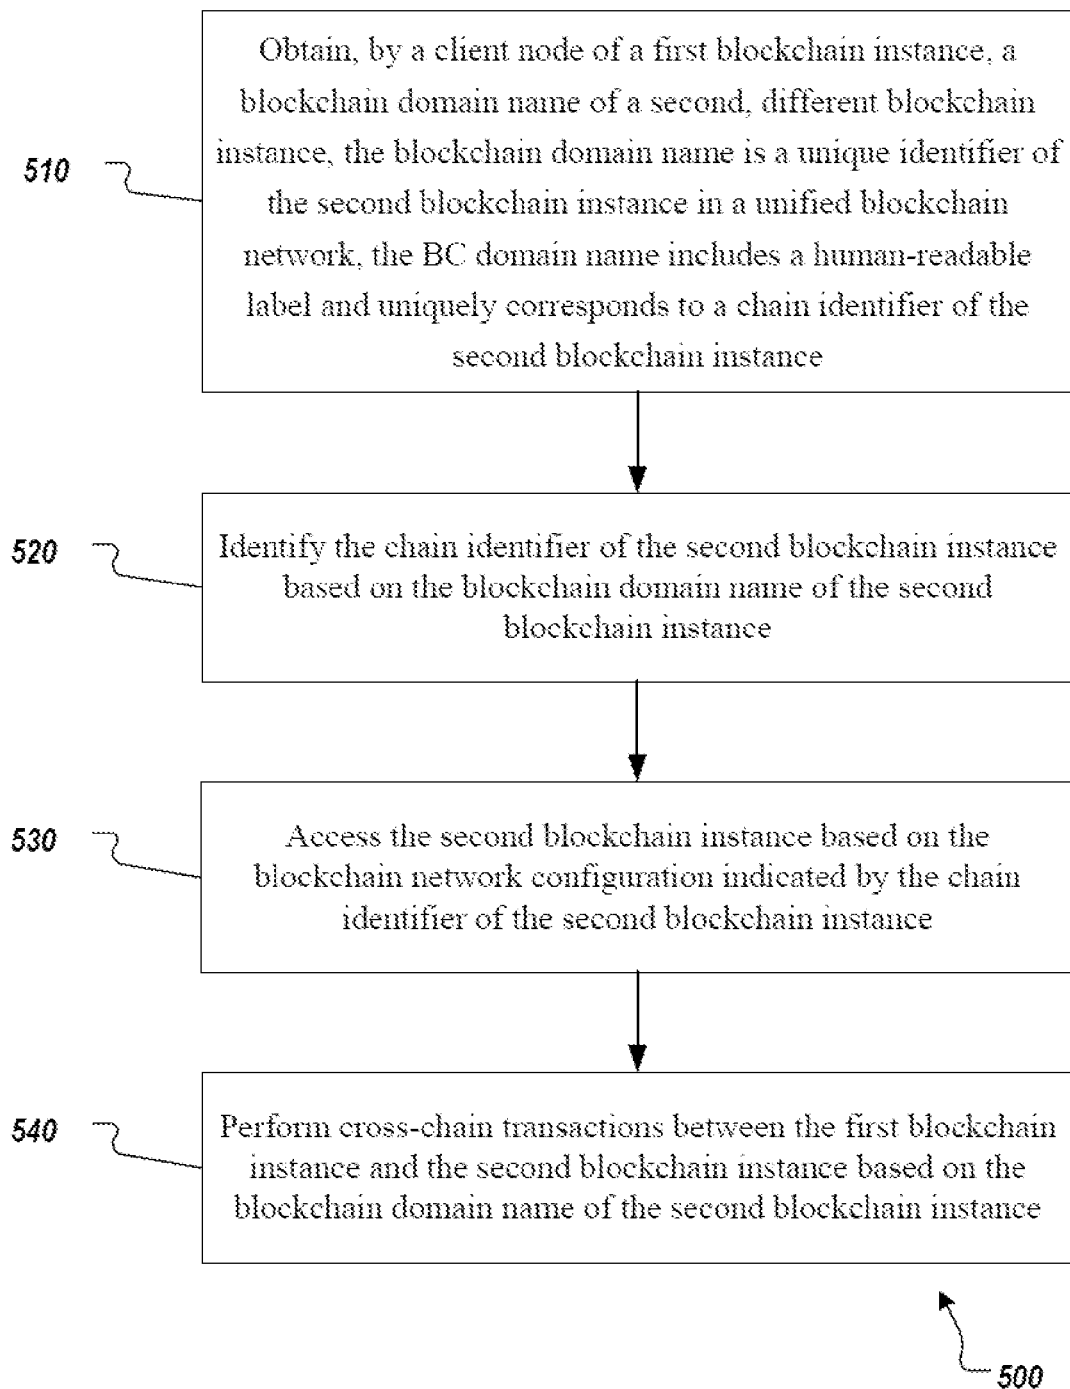 Obtain, by a client node of a first blockchain instance, a
blockchain domain name of a second, different blockchain
instance, the blockchain domain name is a unique identifier of
the second blockchain instance in a unified blockchain
network, the BC domain name includes a human-readable
label and uniquely corresponds to a chain identifier of the
second blockchain instance
510
Identify the chain identifier of the second blockchain instance
based on the blockchain domain name of the second
blockchain instance
520
Access the second blockchain instance based on the
blockchain network configuration indicated by the chain
identifier of the second blockchain instance
530
Perform cross-chain transactions between the first blockchain
instance and the second blockchain instance based on the
blockchain domain name of the second blockchain instance
540
500